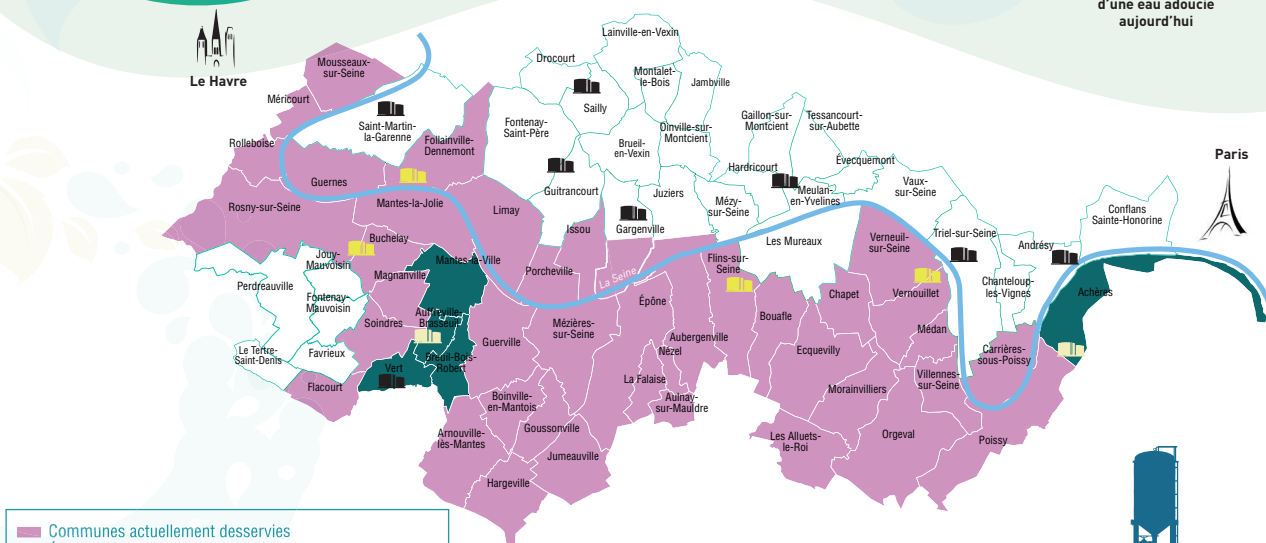 d'une eau adoucie
aujourd'hui
Le Havre
Paris
Mousseaux-
sur-Seine
Méricourt
Rolleboise
Saint-Martin-
la-Garenne
Follainville-
Dennemont
Guernes
Rosny-sur-Seine
Mantes-la-Jolie
Buchelay
Jouy-
Mauvoisin
Magnanville
Mantes-la-Ville
Perdreauville
Fontenay-
Mauvoisin
Soindres
Auffreville-
Brasseuil
Le Tertre-
Saint-Denis
Favrieux
Vert
Breuil-Bois-
Robert
Flacourt
Lainville-en-Vexin
Drocourt
Montalet-
le-Bois
Jambville
Sailly
Fontenay-
Saint-Père
Brueil-
en-Vexin
Oinville-sur-
Montcient
Gaillon-sur-
Montcient
Tessancourt-
sur-Aubette
Hardricourt
Évecquemont
Guitrancourt
Juziers
Mézy-
sur-Seine
Meulan-
en-Yvelines
Vaux-
sur-Seine
Limay
Issou
Gargenville
Les Mureaux
Porcheville
La Seine
Flins-sur-
Seine
Verneuil-
sur-Seine
Triel-sur-Seine
Andrésy
Conflans
Sainte-Honorine
Chanteloup-
les-Vignes
Achères
Vernouillet
Chapet
Épône
Bouafle
Médan
Mézières-
sur-Seine
Guerville
Aubergenville
Nézel
Ecquevilly
Carrières-
sous-Poissy
La Falaise
Aulnay-
sur-Mauldre
Morainvilliers
Villennes-
sur-Seine
Boinville-
en-Mantois
Goussonville
Arnouville-
lès-Mantes
Jumeauville
Hargeville
Les Alluets-
le-Roi
Orgeval
Poissy
Communes actuellement desservies